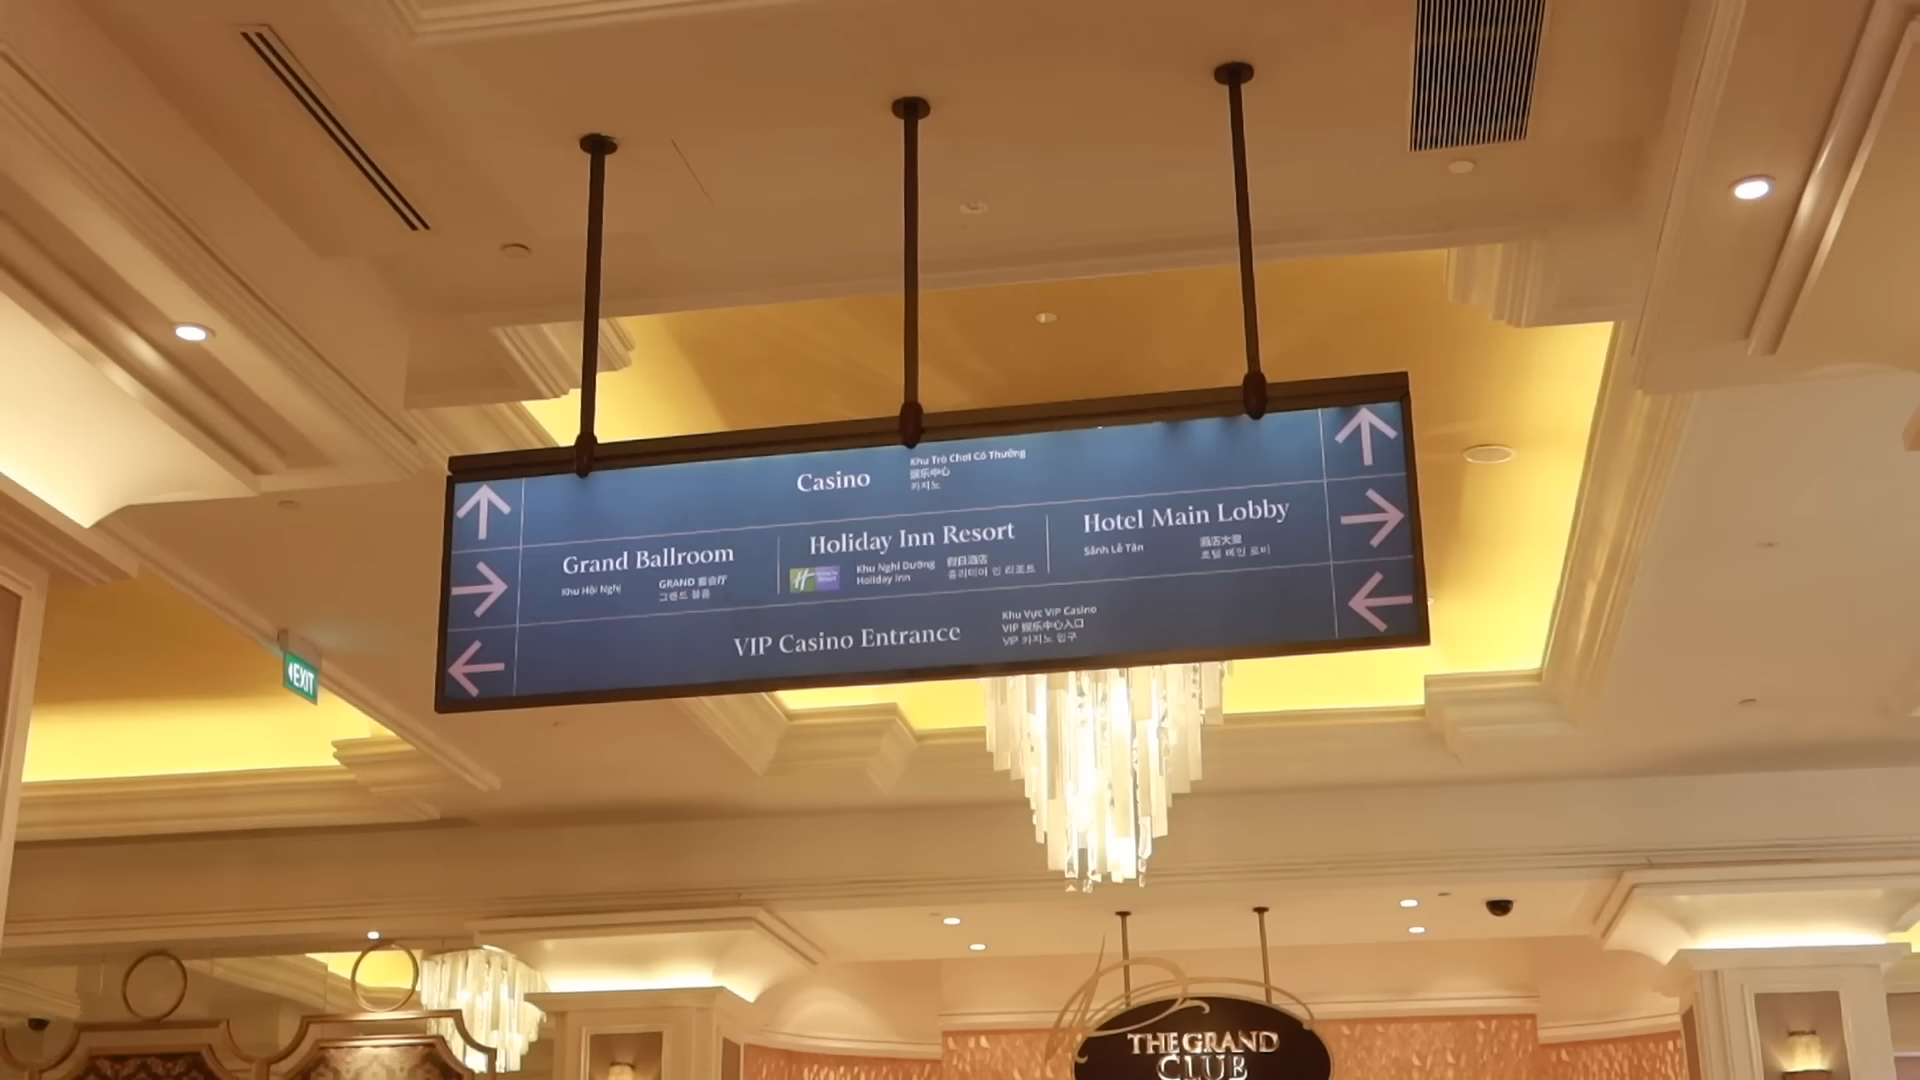 Casino
Khu Trò Chơi Có Thưởng
娱乐中心
카지노
Grand Ballroom
Khu Hội Nghị
GRAND 宴会厅
그랜드 볼룸
Holiday Inn Resort
Khu Nghỉ Dưỡng
Holiday Inn
假日酒店
홀리데이 인 리조트
Hotel Main Lobby
Sảnh Lễ Tân
酒店大堂
호텔 메인 로비
VIP Casino Entrance
Khu Vực VIP Casino
VIP 娱乐中心入口
VIP 카지노 입구
EXIT
THE GRAND
CLUB